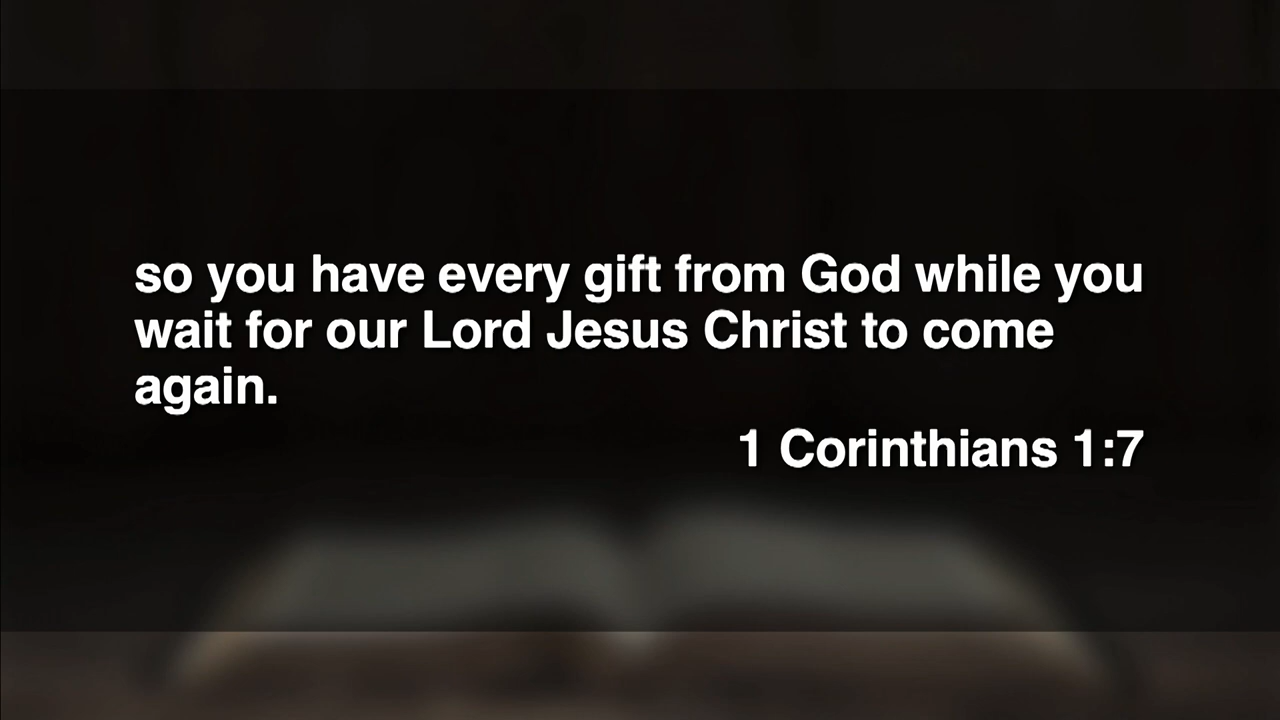 so you have every gift from God while you
wait for our Lord Jesus Christ to come
again.
1 Corinthians 1:7